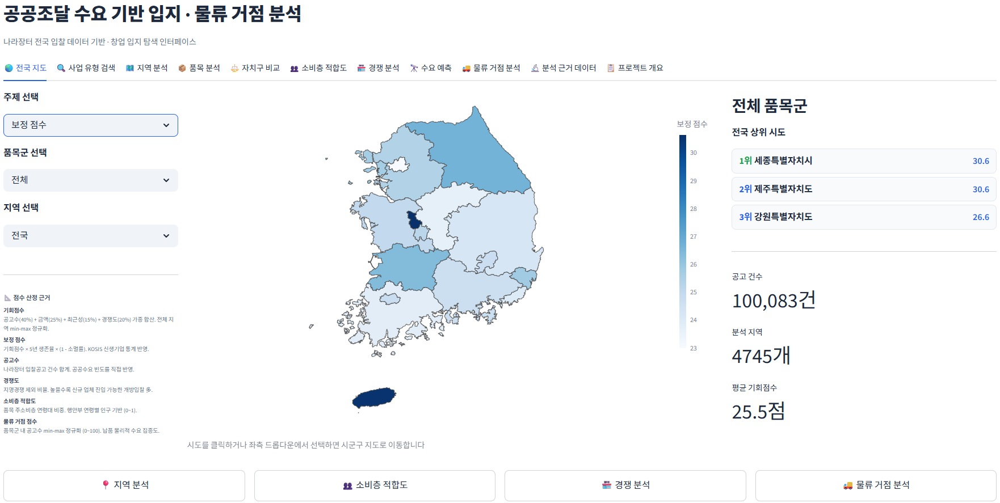 공공조달 수요 기반 입지 · 물류 거점 분석
나라장터 전국 입찰 데이터 기반 · 창업 입지 탐색 인터페이스
전국 지도
사업 유형 검색
지역 분석
품목 분석
자치구 비교
소비층 적합도
경쟁 분석
수요 예측
물류 거점 분석
분석 근거 데이터
프로젝트 개요
주제 선택
보정 점수
품목군 선택
전체
지역 선택
전국
점수 산정 근거
기회점수
공고수(40%) + 금액(25%) + 최근성(15%) + 경쟁도(20%) 가중 합산. 전체 지
역 min-max 정규화.
보정 점수
기회점수 × 5년 생존율 × (1 - 소멸률). KOSIS 신생기업 통계 반영.
공고수
나라장터 입찰공고 건수 합계. 공공수요 빈도를 직접 반영.
경쟁도
지명경쟁 제외 비율. 높을수록 신규 업체 진입 가능한 개방입찰 多.
소비층 적합도
품목 주소비층 연령대 비중. 행안부 연령별 인구 기반 (0~1).
물류 거점 점수
품목군 내 공고수 min-max 정규화 (0~100). 납품 물리적 수요 집중도.
보정 점수
30
29
28
27
26
25
24
23
시도를 클릭하거나 좌측 드롭다운에서 선택하면 시군구 지도로 이동합니다
전체 품목군
전국 상위 시도
1위 세종특별자치시 30.6
2위 제주특별자치도 30.6
3위 강원특별자치도 26.6
공고 건수
100,083건
분석 지역
4745개
평균 기회점수
25.5점
지역 분석
소비층 적합도
경쟁 분석
물류 거점 분석